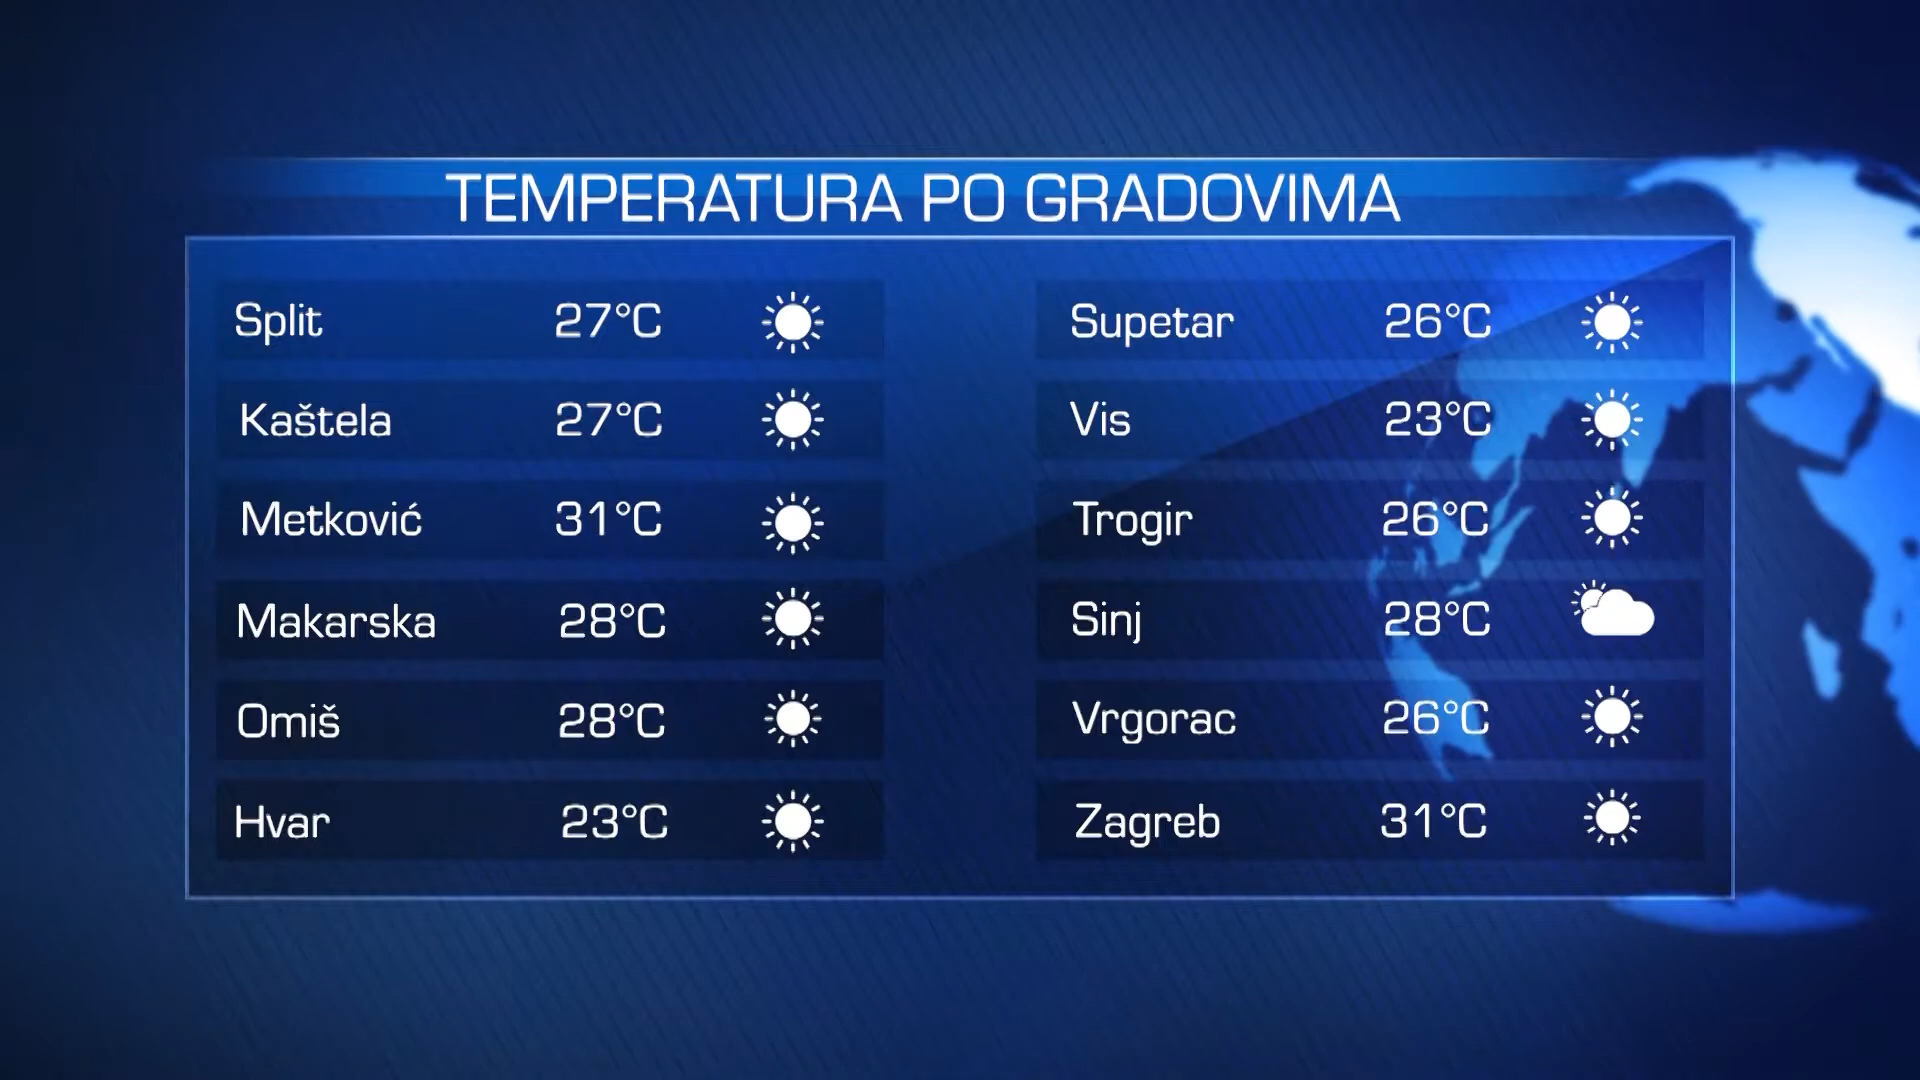 TEMPERATURA PO GRADOVIMA
Split 27°C
Kaštela 27°C
Metković 31°C
Makarska 28°C
Omiš 28°C
Hvar 23°C
Supetar 26°C
Vis 23°C
Trogir 26°C
Sinj 28°C
Vrgorac 26°C
Zagreb 31°C